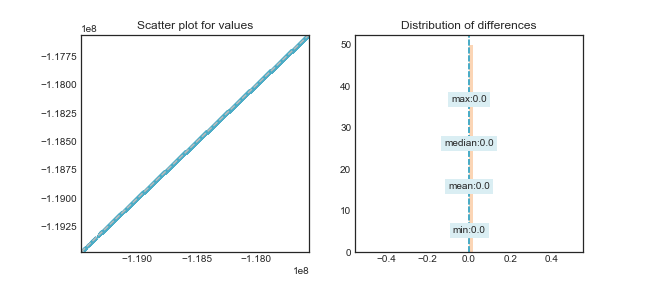 Scatter plot for values
1e8
−1.1775
−1.1800
−1.1825
−1.1850
−1.1875
−1.1900
−1.1925
−1.190 −1.185 −1.180
1e8
Distribution of differences
50
40
30
20
10
0
max:0.0
median:0.0
mean:0.0
min:0.0
−0.4 −0.2 0.0 0.2 0.4